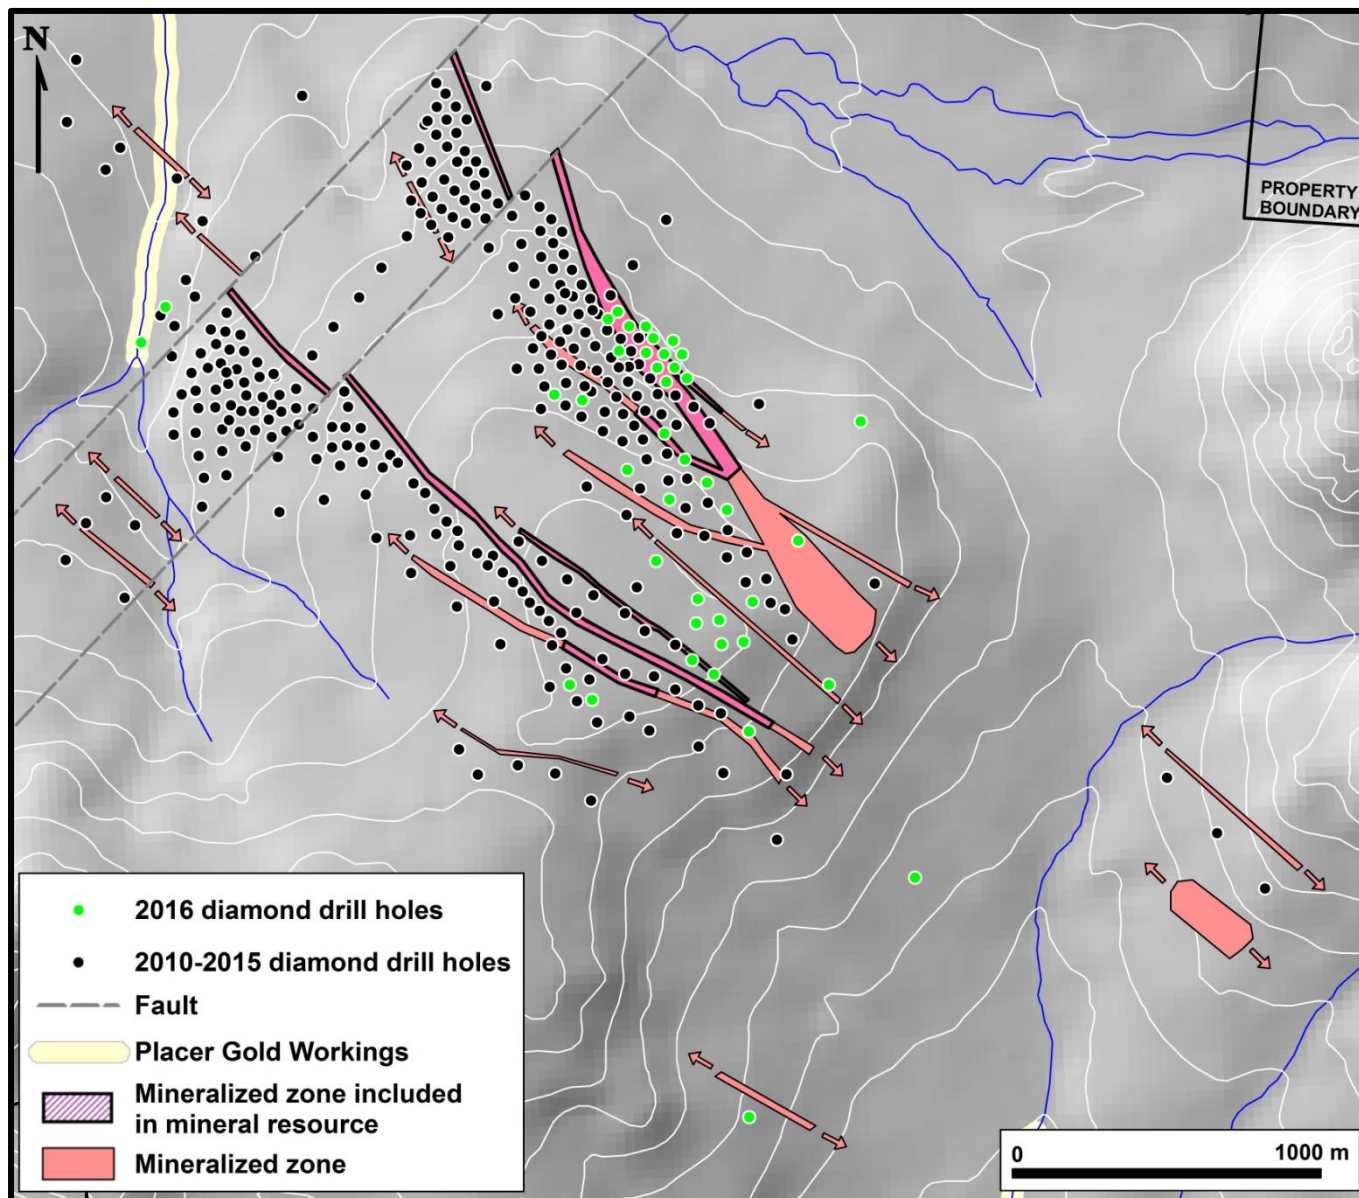 N
PROPERTY
BOUNDARY
2016 diamond drill holes
2010-2015 diamond drill holes
Fault
Placer Gold Workings
Mineralized zone included
in mineral resource
Mineralized zone
0 1000 m